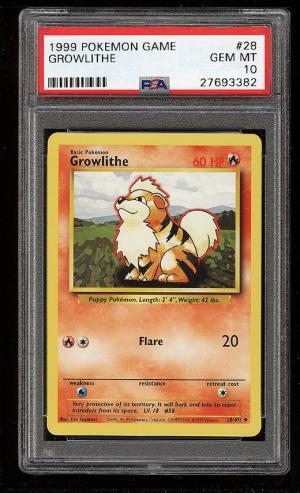 1999 POKEMON GAME #28
GROWLITHE GEM MT
10
PSA 27693382
Basic Pokémon
Growlithe 60 HP
Puppy Pokémon. Length: 2' 4", Weight: 42 lbs.
Flare 20
weakness resistance retreat cost
Very protective of its territory. It will bark and bite to repel
intruders from its space. LV. 18 #58